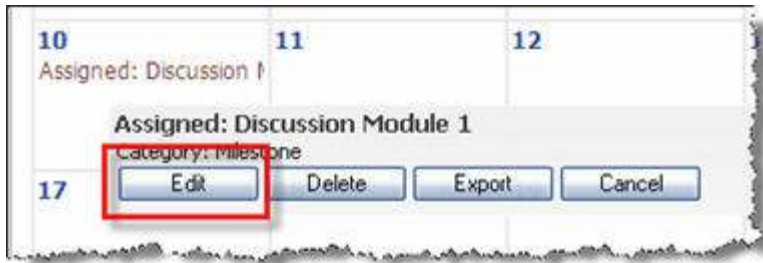 10 11 12
Assigned: Discussion M
Assigned: Discussion Module 1
Category: Milestone
17 Edit Delete Export Cancel